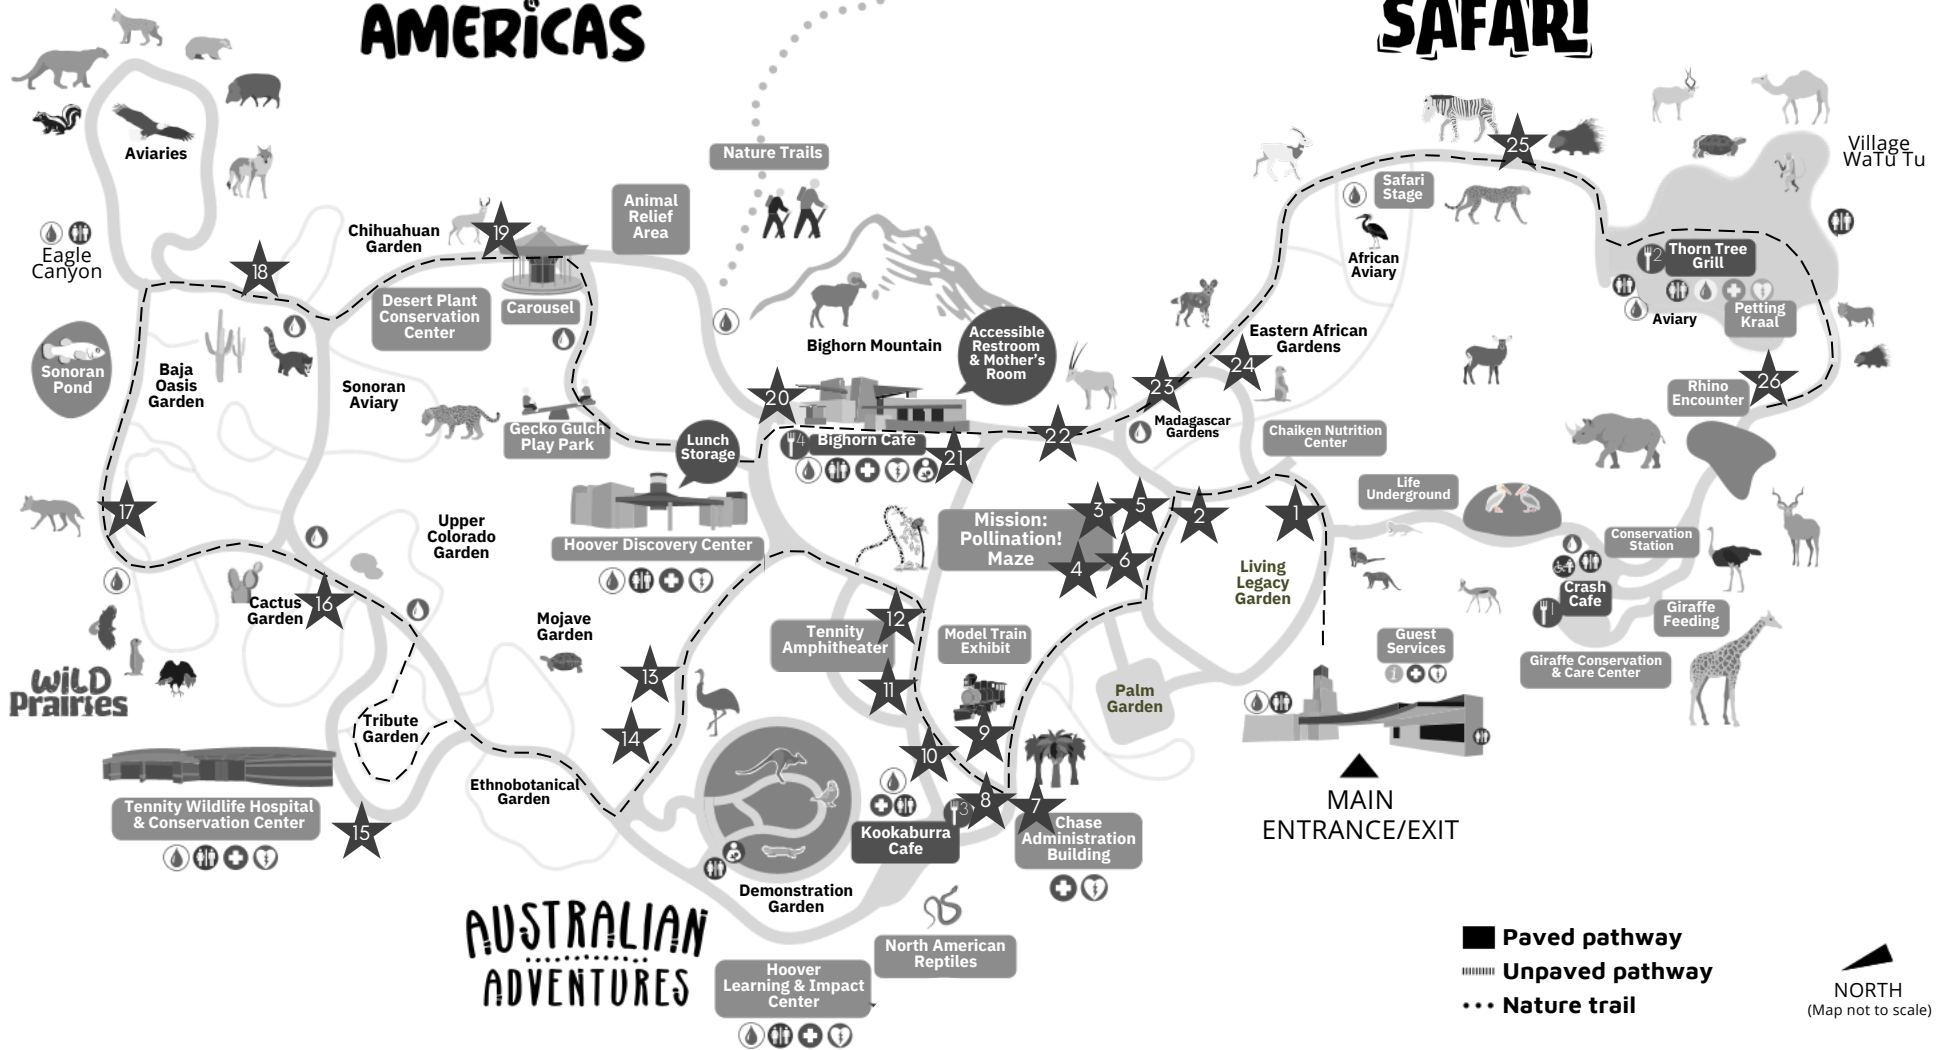 AMERiCAS
SAFARI
Aviaries
Nature Trails
Village
WaTu Tu
25
Safari
Stage
Animal
Relief
Area
Chihuahuan
Garden
19
African
Aviary
Eagle
Canyon
18
2
Thorn Tree
Grill
Desert Plant
Conservation
Center
Carousel
Aviary
Petting
Kraal
Bighorn Mountain
Accessible
Restroom
& Mother's
Room
Eastern African
Gardens
Sonoran
Pond
Baja
Oasis
Garden
Sonoran
Aviary
24
23
26
Rhino
Encounter
20
Gecko Gulch
Play Park
Lunch
Storage
4
Bighorn Cafe
21
22
Madagascar
Gardens
Chaiken Nutrition
Center
17
Upper
Colorado
Garden
Hoover Discovery Center
Mission:
Pollination!
Maze
3
5
4
6
2
1
Life
Underground
Conservation
Station
Living
Legacy
Garden
1
Crash
Cafe
Giraffe
Feeding
Cactus
Garden
16
Mojave
Garden
12
Tennity
Amphitheater
Model Train
Exhibit
Guest
Services
i
Giraffe Conservation
& Care Center
WiLD
Prairies
13
11
Palm
Garden
Tribute
Garden
14
10
9
Ethnobotanical
Garden
Tennity Wildlife Hospital
& Conservation Center
15
3
8
7
Kookaburra
Cafe
Chase
Administration
Building
MAIN
ENTRANCE/EXIT
Demonstration
Garden
AUSTRALIAN
ADVENTURES
North American
Reptiles
Hoover
Learning & Impact
Center
Paved pathway
Unpaved pathway
Nature trail
NORTH
(Map not to scale)